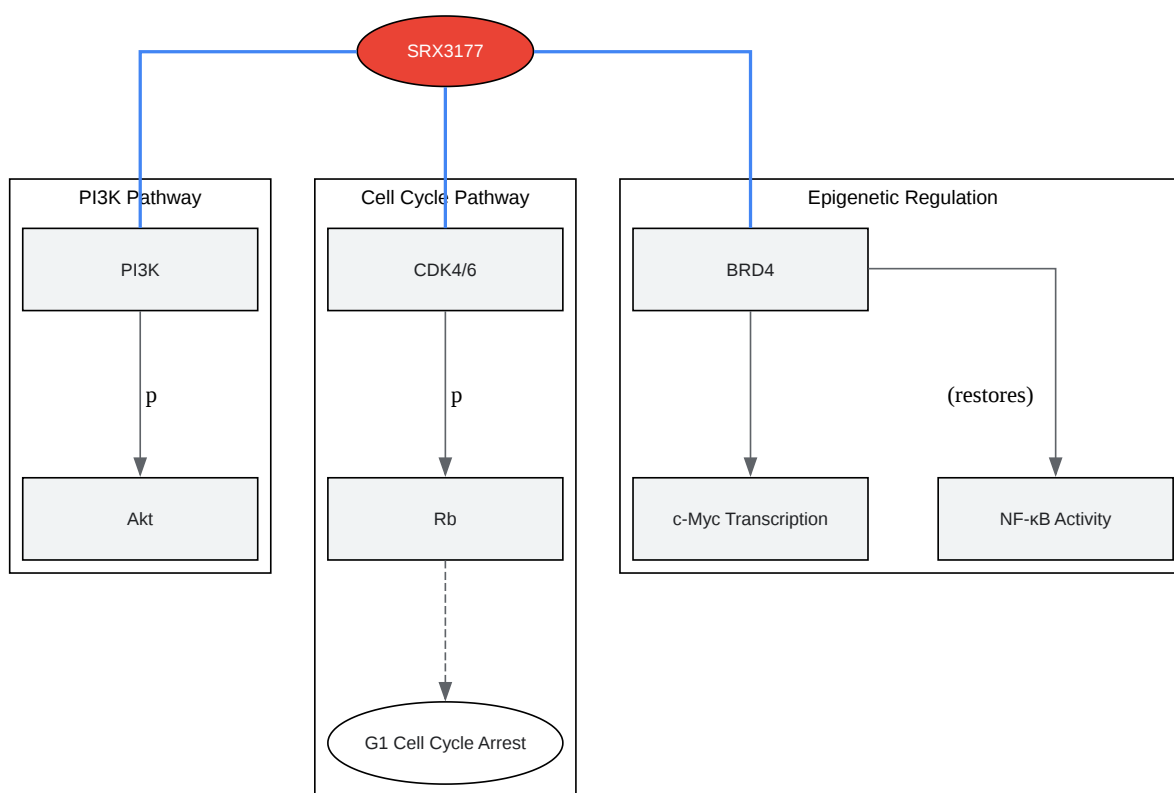 SRX3177
PI3K Pathway
PI3K
p
Akt
Cell Cycle Pathway
CDK4/6
p
Rb
G1 Cell Cycle Arrest
Epigenetic Regulation
BRD4
(restores)
c-Myc Transcription
NF-κB Activity